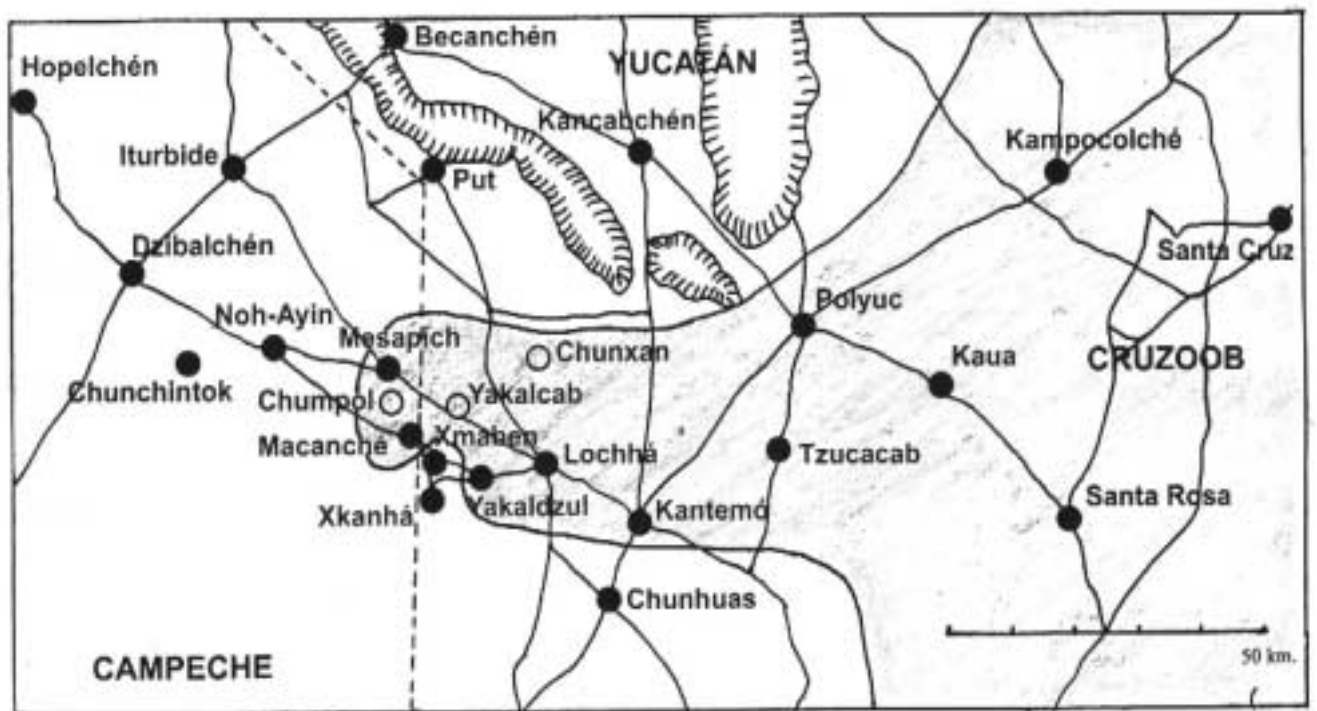 Becanchén
YUCATÁN
Hopelchén
Kancabchén
Kampocolché
Iturbide
Put
Santa Cruz
Dzibalchén
Polyuc
Noh-Ayin
Mesapich
Chunxan
Kaua
CRUZOOB
Chunchintok
Chumpol
Yakalcab
Macanché
Xmaben
Lochhá
Tzucacab
Yakaldzul
Santa Rosa
Xkanhá
Kantemó
Chunhuas
CAMPECHE
50 km.